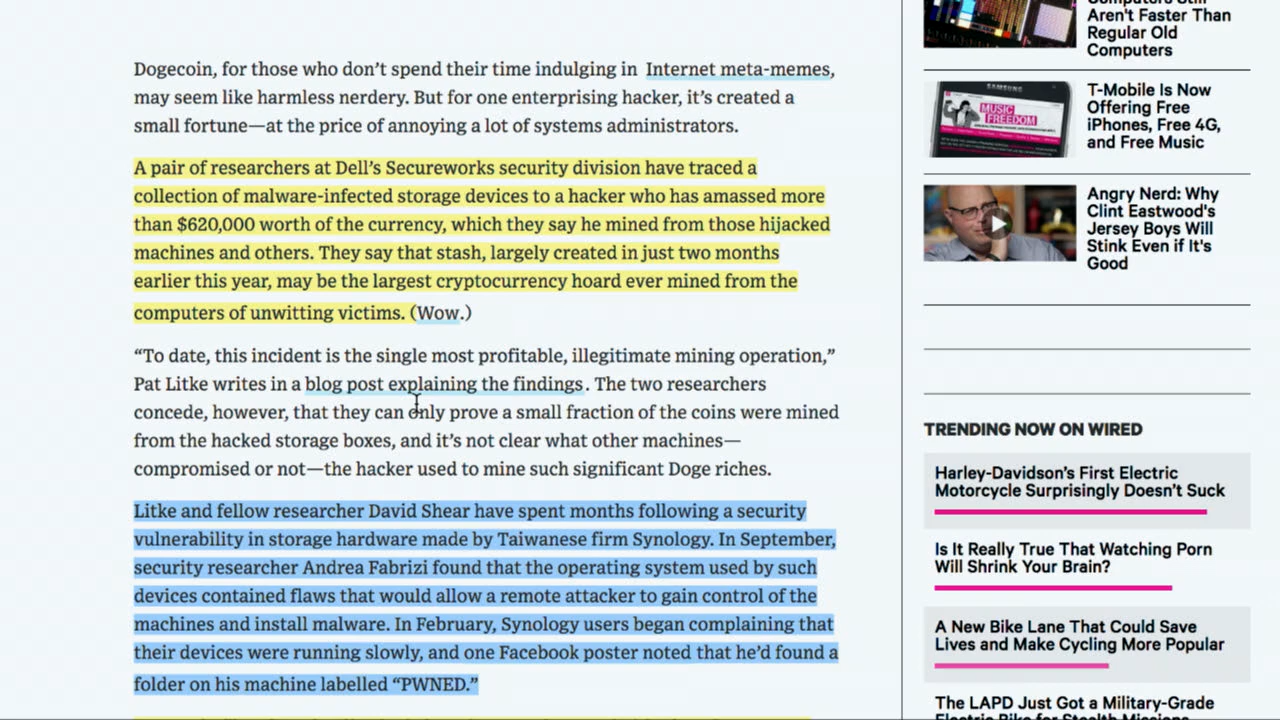 Dogecoin, for those who don’t spend their time indulging in Internet meta-memes,
may seem like harmless nerdery. But for one enterprising hacker, it’s created a
small fortune—at the price of annoying a lot of systems administrators.
A pair of researchers at Dell’s Secureworks security division have traced a
collection of malware-infected storage devices to a hacker who has amassed more
than $620,000 worth of the currency, which they say he mined from those hijacked
machines and others. They say that stash, largely created in just two months
earlier this year, may be the largest cryptocurrency hoard ever mined from the
computers of unwitting victims. (Wow.)
“To date, this incident is the single most profitable, illegitimate mining operation,”
Pat Litke writes in a blog post explaining the findings. The two researchers
concede, however, that they can only prove a small fraction of the coins were mined
from the hacked storage boxes, and it’s not clear what other machines—
compromised or not—the hacker used to mine such significant Doge riches.
Litke and fellow researcher David Shear have spent months following a security
vulnerability in storage hardware made by Taiwanese firm Synology. In September,
security researcher Andrea Fabrizi found that the operating system used by such
devices contained flaws that would allow a remote attacker to gain control of the
machines and install malware. In February, Synology users began complaining that
their devices were running slowly, and one Facebook poster noted that he’d found a
folder on his machine labelled “PWNED.”
Computers Still
Aren't Faster Than
Regular Old
Computers
SAMSUNG
MUSIC
FREEDOM
T-Mobile Is Now
Offering Free
iPhones, Free 4G,
and Free Music
Angry Nerd: Why
Clint Eastwood's
Jersey Boys Will
Stink Even if It's
Good
TRENDING NOW ON WIRED
Harley-Davidson’s First Electric
Motorcycle Surprisingly Doesn’t Suck
Is It Really True That Watching Porn
Will Shrink Your Brain?
A New Bike Lane That Could Save
Lives and Make Cycling More Popular
The LAPD Just Got a Military-Grade
Electric Bike for Stealth Missions